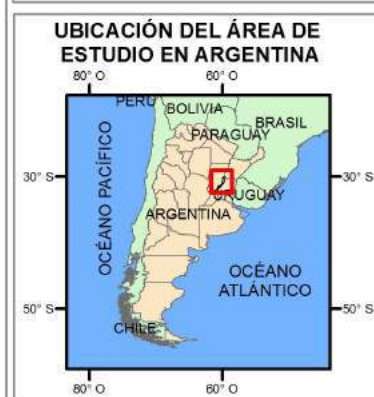 UBICACIÓN DEL ÁREA DE
ESTUDIO EN ARGENTINA
80° O
60° O
PERÚ
BOLIVIA
BRASIL
PARAGUAY
30° S
30° S
URUGUAY
ARGENTINA
OCÉANO PACÍFICO
OCÉANO
ATLÁNTICO
50° S
50° S
CHILE
80° O
60° O